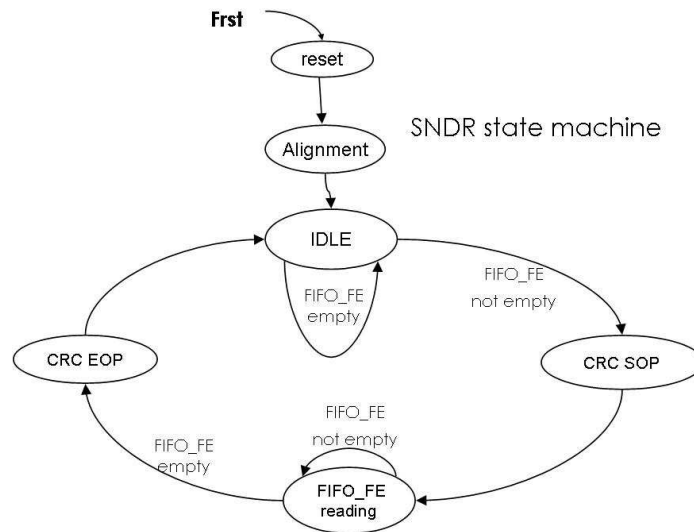 Frst
reset
SNDR state machine
Alignment
IDLE
FIFO_FE
not empty
FIFO_FE
empty
CRC EOP
CRC SOP
FIFO_FE
not empty
FIFO_FE
empty
FIFO_FE
reading